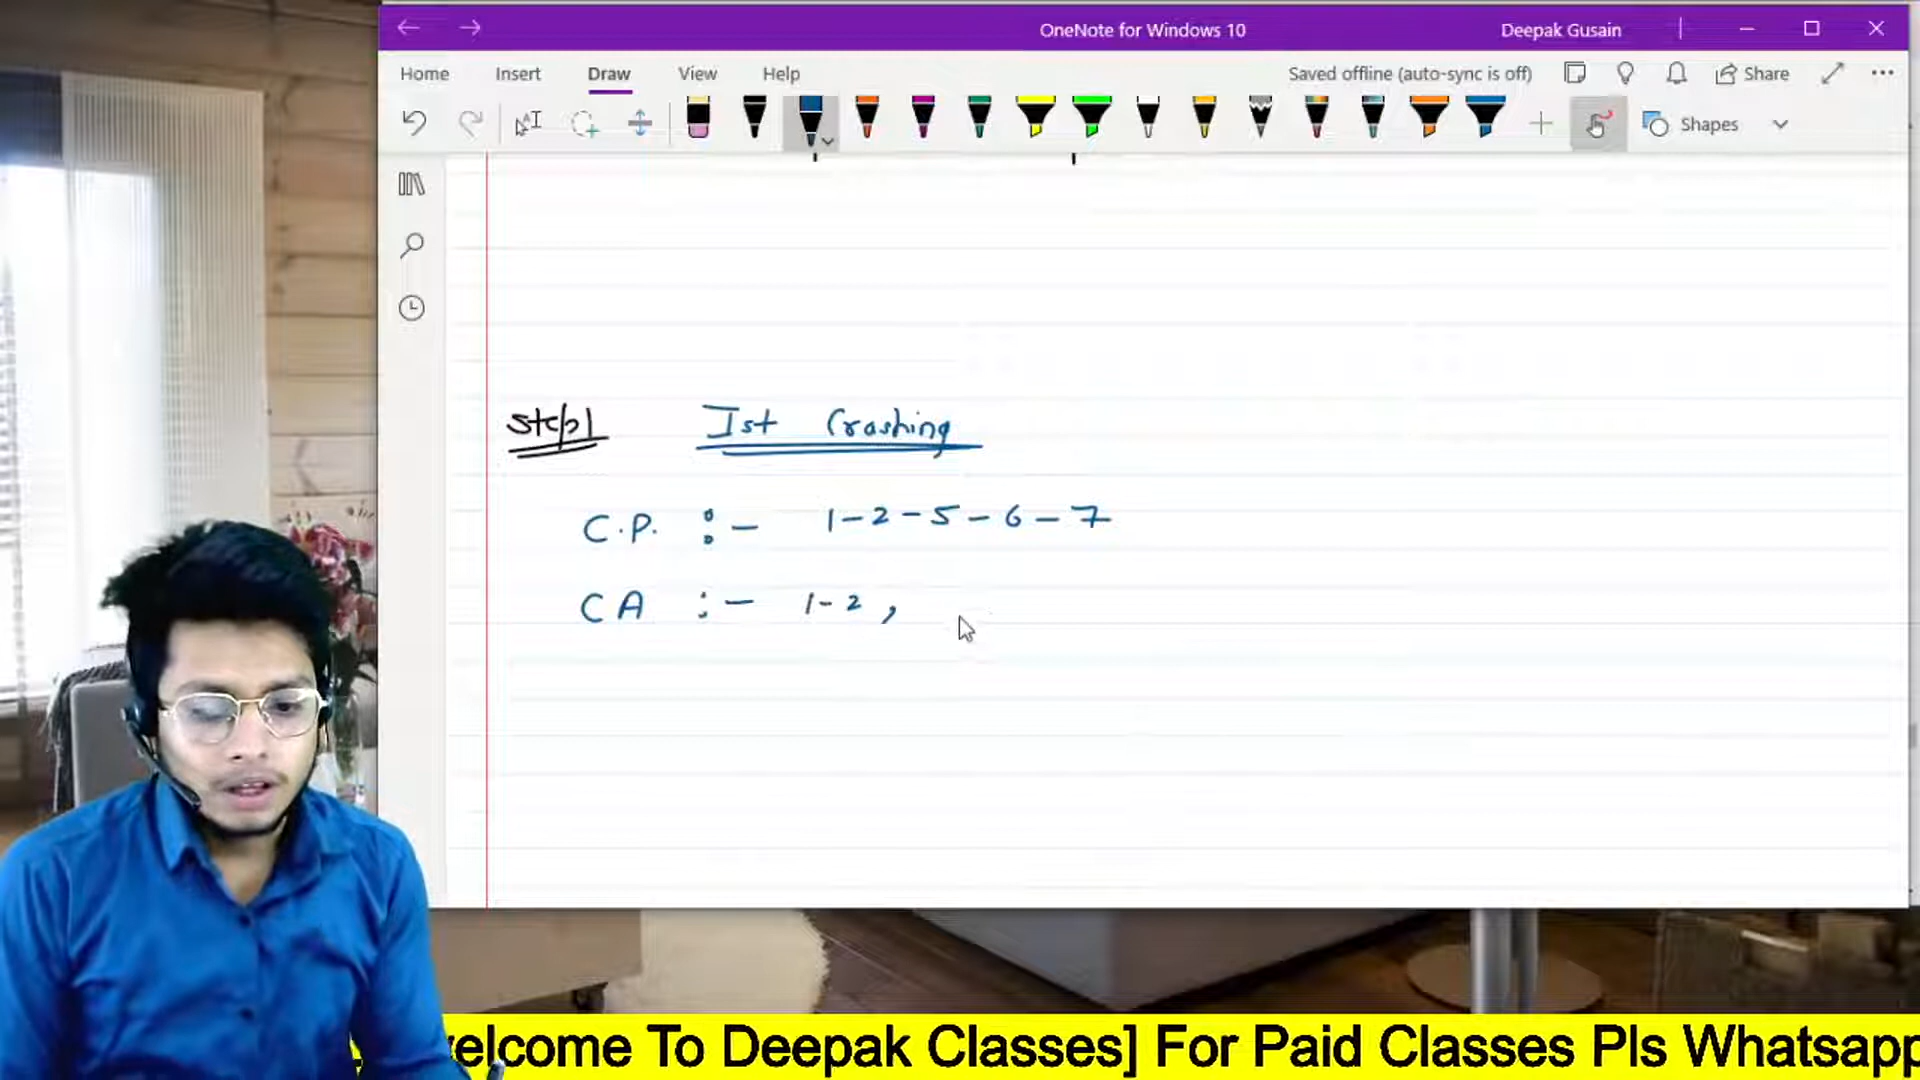 OneNote for Windows 10 Deepak Gusain
Home Insert Draw View Help Saved offline (auto-sync is off) Share
Shapes
Step1 Ist Crashing
C.P. :- 1-2-5-6-7
CA :- 1-2,
elcome To Deepak Classes] For Paid Classes Pls Whatsapp